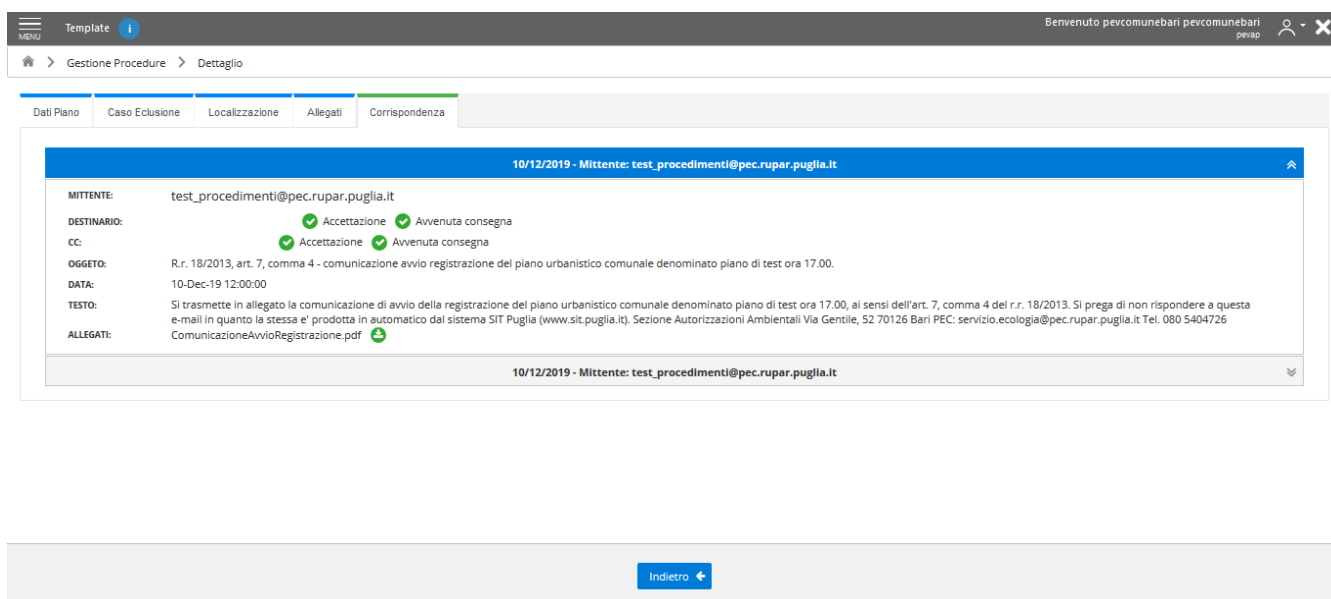 MENU Template i Benvenuto pevcomunebari pevcomunebari
pevap
Gestione Procedure > Dettaglio
Dati Piano Caso Eclusione Localizzazione Allegati Corrispondenza
10/12/2019 - Mittente: test_procedimenti@pec.rupar.puglia.it
MITTENTE: test_procedimenti@pec.rupar.puglia.it
DESTINARIO: Accettazione Avvenuta consegna
CC: Accettazione Avvenuta consegna
OGGETO: R.r. 18/2013, art. 7, comma 4 - comunicazione avvio registrazione del piano urbanistico comunale denominato piano di test ora 17.00.
DATA: 10-Dec-19 12:00:00
TESTO: Si trasmette in allegato la comunicazione di avvio della registrazione del piano urbanistico comunale denominato piano di test ora 17.00, ai sensi dell'art. 7, comma 4 del r.r. 18/2013. Si prega di non rispondere a questa
e-mail in quanto la stessa e' prodotta in automatico dal sistema SIT Puglia (www.sit.puglia.it). Sezione Autorizzazioni Ambientali Via Gentile, 52 70126 Bari PEC: servizio.ecologia@pec.rupar.puglia.it Tel. 080 5404726
ALLEGATI: ComunicazioneAvvioRegistrazione.pdf
10/12/2019 - Mittente: test_procedimenti@pec.rupar.puglia.it
Indietro